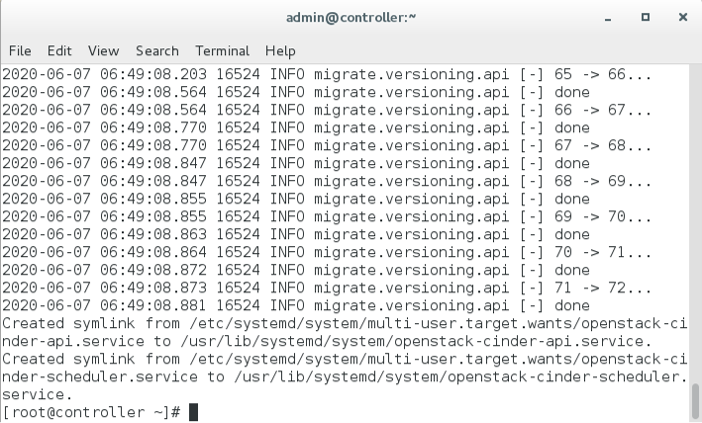 admin@controller:~
File Edit View Search Terminal Help
2020-06-07 06:49:08.203 16524 INFO migrate.versioning.api [-] 65 -> 66...
2020-06-07 06:49:08.564 16524 INFO migrate.versioning.api [-] done
2020-06-07 06:49:08.564 16524 INFO migrate.versioning.api [-] 66 -> 67...
2020-06-07 06:49:08.770 16524 INFO migrate.versioning.api [-] done
2020-06-07 06:49:08.770 16524 INFO migrate.versioning.api [-] 67 -> 68...
2020-06-07 06:49:08.847 16524 INFO migrate.versioning.api [-] done
2020-06-07 06:49:08.847 16524 INFO migrate.versioning.api [-] 68 -> 69...
2020-06-07 06:49:08.855 16524 INFO migrate.versioning.api [-] done
2020-06-07 06:49:08.855 16524 INFO migrate.versioning.api [-] 69 -> 70...
2020-06-07 06:49:08.863 16524 INFO migrate.versioning.api [-] done
2020-06-07 06:49:08.864 16524 INFO migrate.versioning.api [-] 70 -> 71...
2020-06-07 06:49:08.872 16524 INFO migrate.versioning.api [-] done
2020-06-07 06:49:08.873 16524 INFO migrate.versioning.api [-] 71 -> 72...
2020-06-07 06:49:08.881 16524 INFO migrate.versioning.api [-] done
Created symlink from /etc/systemd/system/multi-user.target.wants/openstack-ci
nder-api.service to /usr/lib/systemd/system/openstack-cinder-api.service.
Created symlink from /etc/systemd/system/multi-user.target.wants/openstack-ci
nder-scheduler.service to /usr/lib/systemd/system/openstack-cinder-scheduler.
service.
[root@controller ~]#